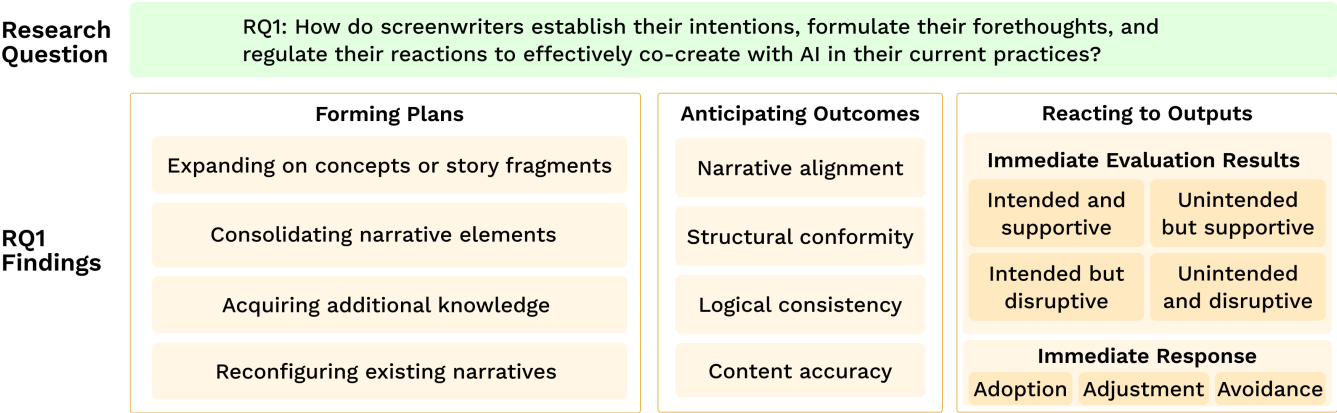 Research
Question
RQ1: How do screenwriters establish their intentions, formulate their forethoughts, and
regulate their reactions to effectively co-create with AI in their current practices?
RQ1
Findings
Forming Plans
Expanding on concepts or story fragments
Consolidating narrative elements
Acquiring additional knowledge
Reconfiguring existing narratives
Anticipating Outcomes
Narrative alignment
Structural conformity
Logical consistency
Content accuracy
Reacting to Outputs
Immediate Evaluation Results
Intended and
supportive
Unintended
but supportive
Intended but
disruptive
Unintended
and disruptive
Immediate Response
Adoption
Adjustment
Avoidance